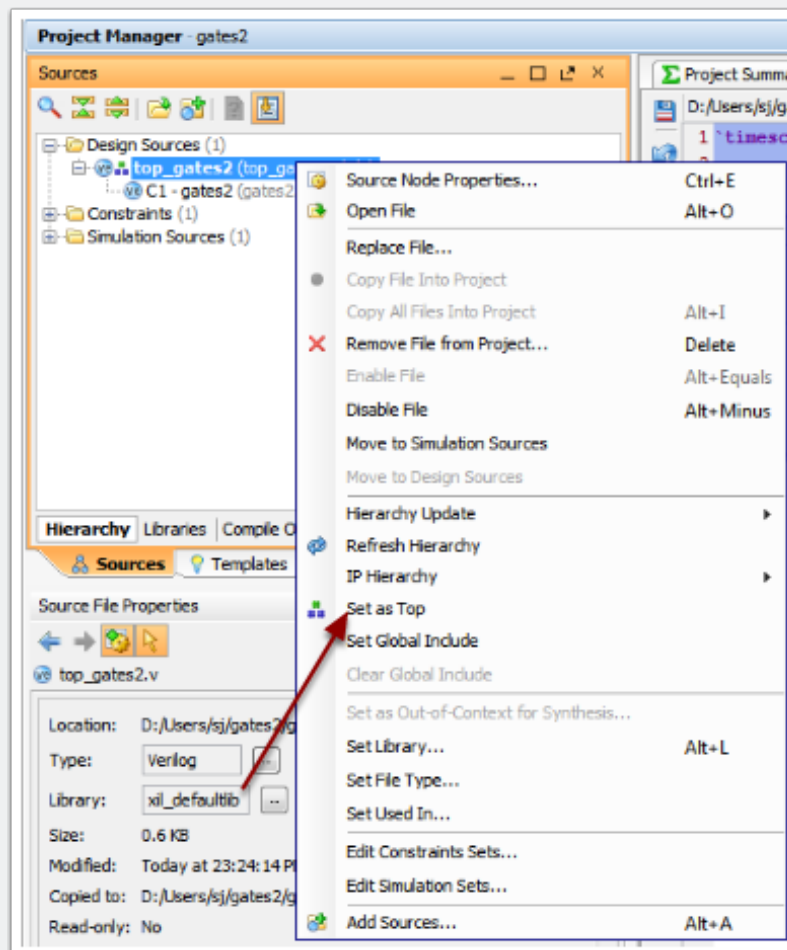 Project Manager - gates2
Sources
Project Summa
D:/Users/sj/g
1 `timesc
2
Design Sources (1)
top_gates2 (top_ga
C1 - gates2 (gates2
Constraints (1)
Simulation Sources (1)
Hierarchy Libraries Compile O
Sources Templates
Source File Properties
top_gates2.v
Location: D:/Users/sj/gates2/g
Type: Verilog
Library: xil_defaultlib
Size: 0.6 KB
Modified: Today at 23:24:14 P
Copied to: D:/Users/sj/gates2/g
Read-only: No
Source Node Properties... Ctrl+E
Open File Alt+O
Replace File...
Copy File Into Project
Copy All Files Into Project Alt+I
Remove File from Project... Delete
Enable File Alt+Equals
Disable File Alt+Minus
Move to Simulation Sources
Move to Design Sources
Hierarchy Update
Refresh Hierarchy
IP Hierarchy
Set as Top
Set Global Include
Clear Global Include
Set as Out-of-Context for Synthesis...
Set Library... Alt+L
Set File Type...
Set Used In...
Edit Constraints Sets...
Edit Simulation Sets...
Add Sources... Alt+A